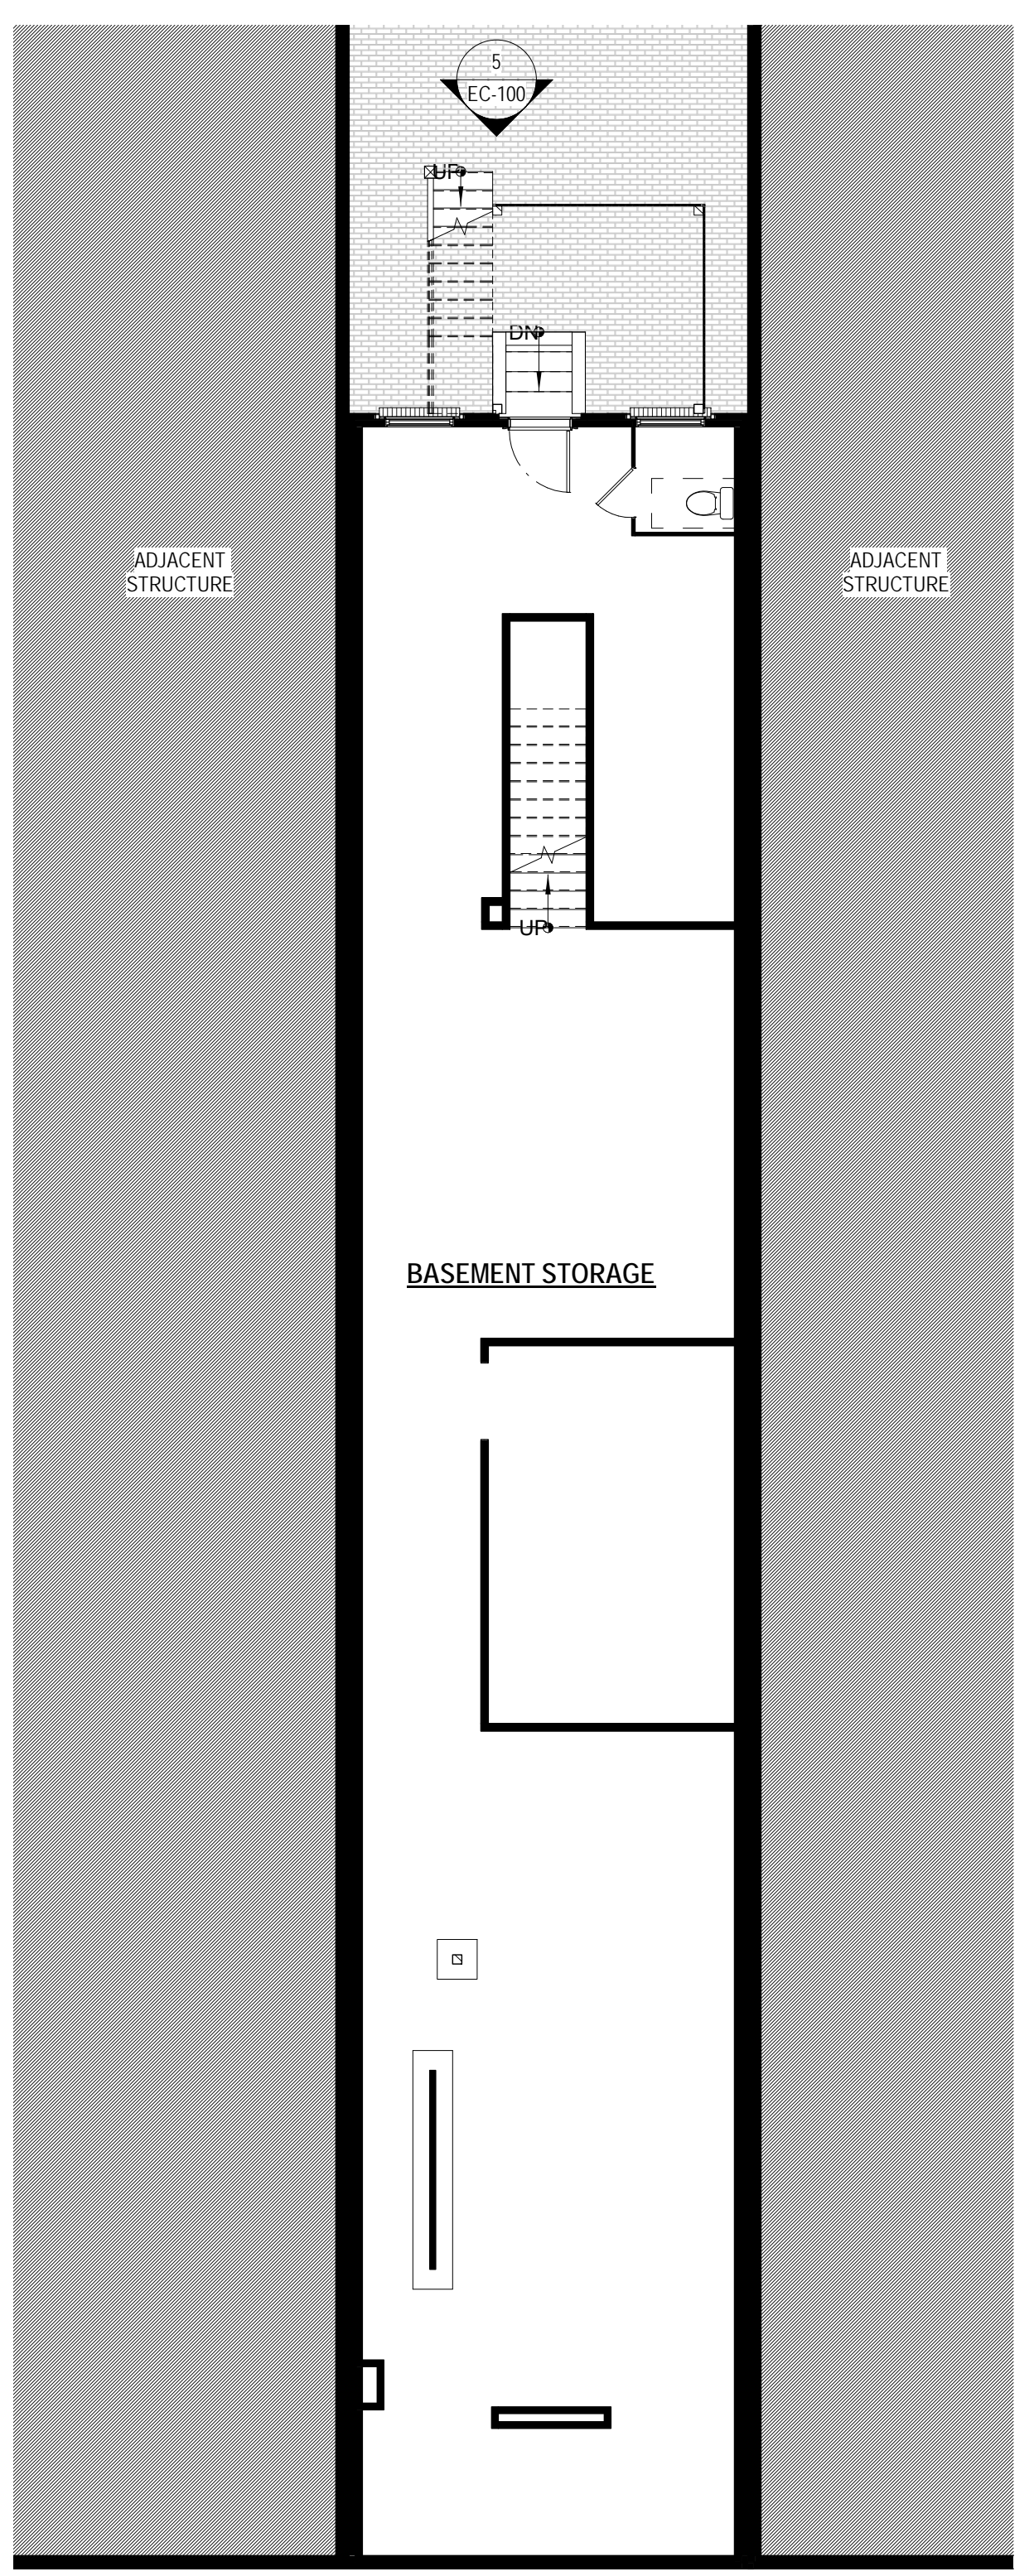 5
EC-100
UP
DN
ADJACENT
STRUCTURE
ADJACENT
STRUCTURE
UP
BASEMENT STORAGE